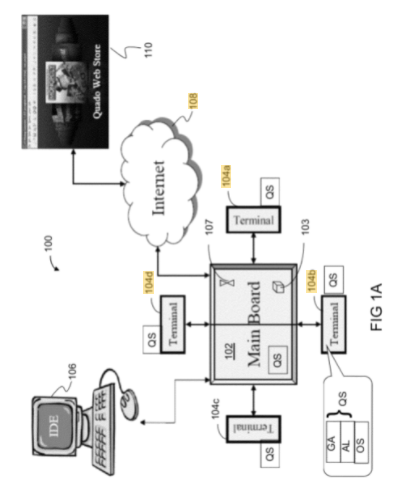 110
Quado Web Store
Internet
108
100
106
IDE
104a
QS
Terminal
107
103
104d
QS
Terminal
102
Main Board
QS
104b
QS
Terminal
104c
Terminal
QS
GA
AL
OS
QS
FIG 1A